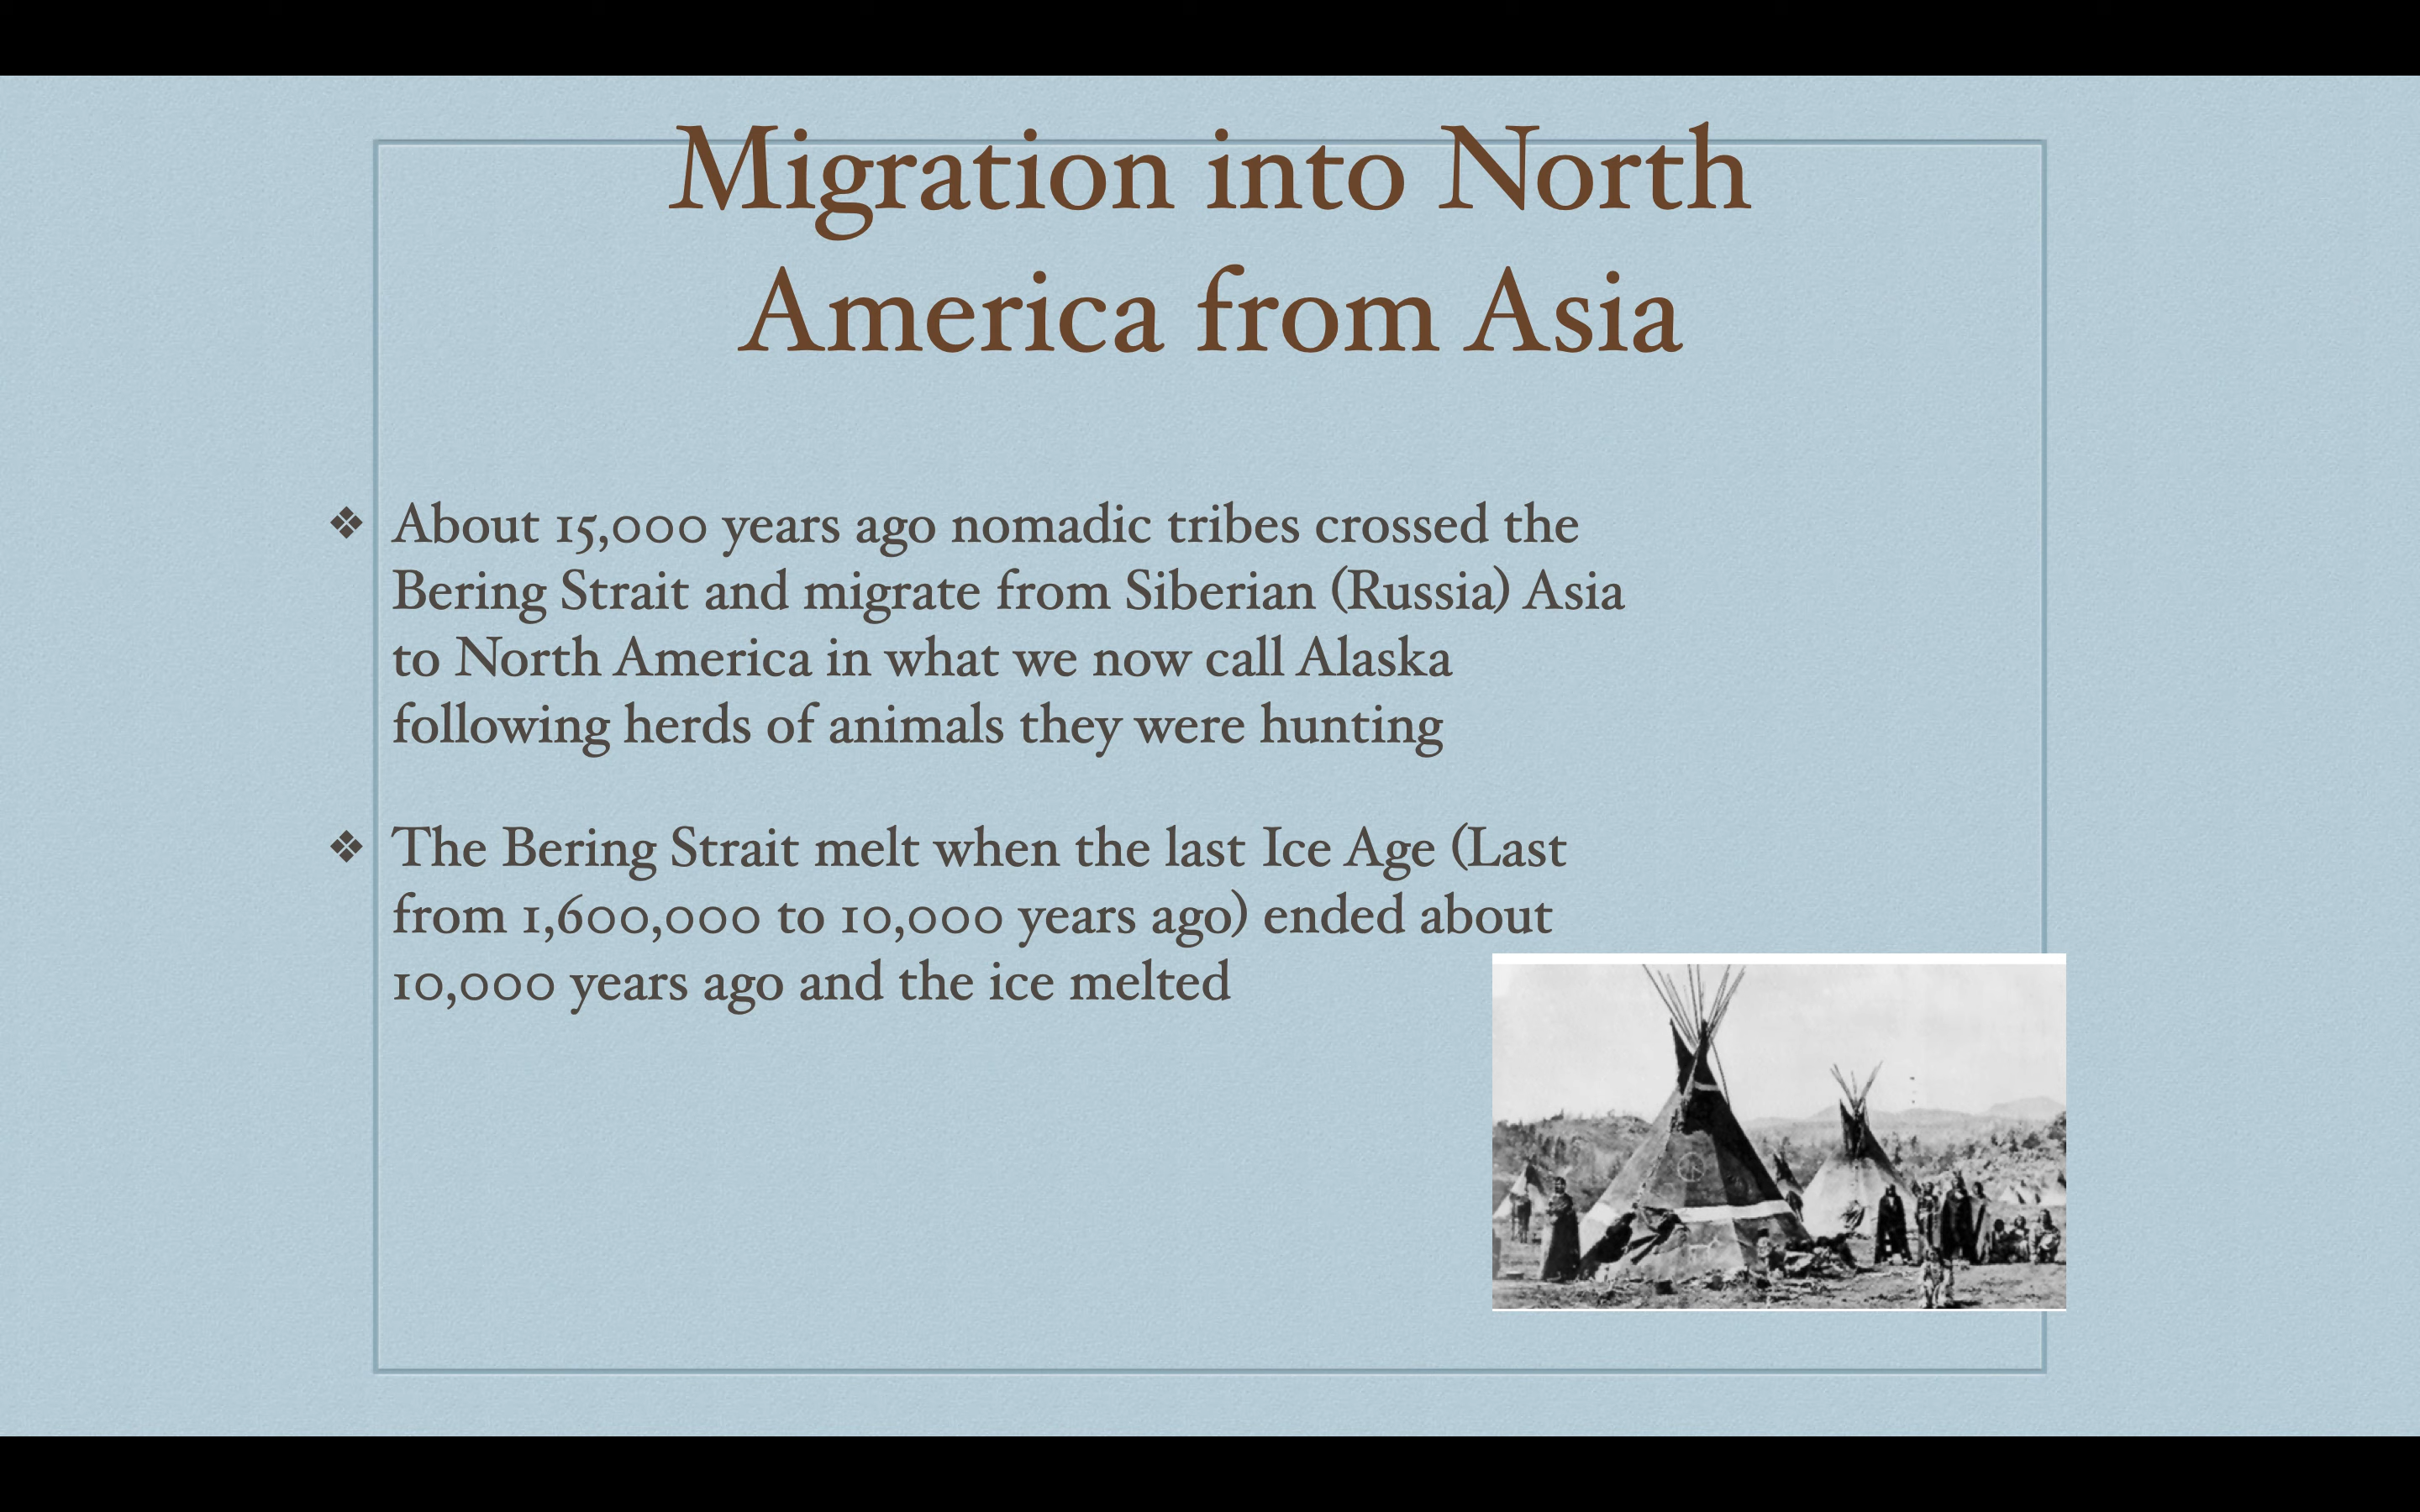 Migration into North
America from Asia
❖ About 15,000 years ago nomadic tribes crossed the
Bering Strait and migrate from Siberian (Russia) Asia
to North America in what we now call Alaska
following herds of animals they were hunting
❖ The Bering Strait melt when the last Ice Age (Last
from 1,600,000 to 10,000 years ago) ended about
10,000 years ago and the ice melted